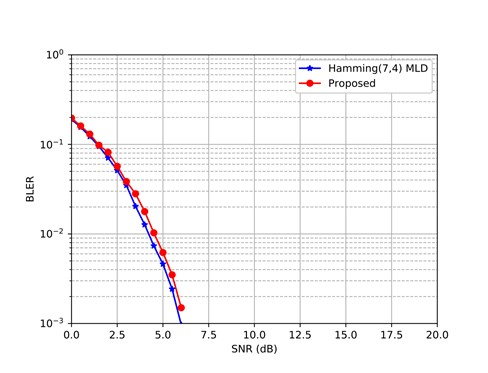 10⁰
10⁻¹
10⁻²
10⁻³
BLER
Hamming(7,4) MLD
Proposed
0.0 2.5 5.0 7.5 10.0 12.5 15.0 17.5 20.0
SNR (dB)